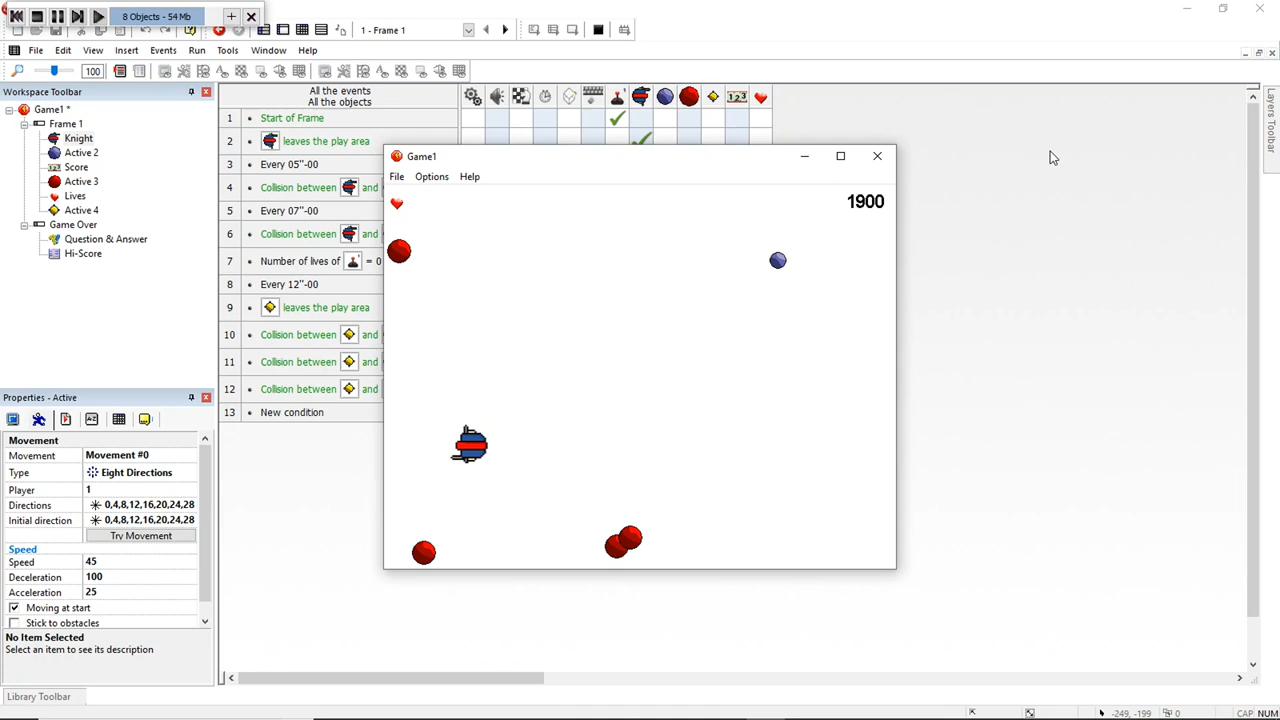 8 Objects - 54 Mb
1 - Frame 1
File Edit View Insert Events Run Tools Window Help
100
Workspace Toolbar
Game1 *
Frame 1
Knight
Active 2
Score
Active 3
Lives
Active 4
Game Over
Question & Answer
Hi-Score
All the events
All the objects
123
1 Start of Frame
2 leaves the play area
3 Every 05"-00
4 Collision between and
5 Every 07"-00
6 Collision between and
7 Number of lives of = 0
8 Every 12"-00
9 leaves the play area
10 Collision between and
11 Collision between and
12 Collision between and
13 New condition
Game1
File Options Help
1900
Layers Toolbar
Properties - Active
Movement
Movement Movement #0
Type Eight Directions
Player 1
Directions 0,4,8,12,16,20,24,28
Initial direction 0,4,8,12,16,20,24,28
Try Movement
Speed
Speed 45
Deceleration 100
Acceleration 25
Moving at start
Stick to obstacles
No Item Selected
Select an item to see its description
Library Toolbar
-249, -199
0
CAP NUM